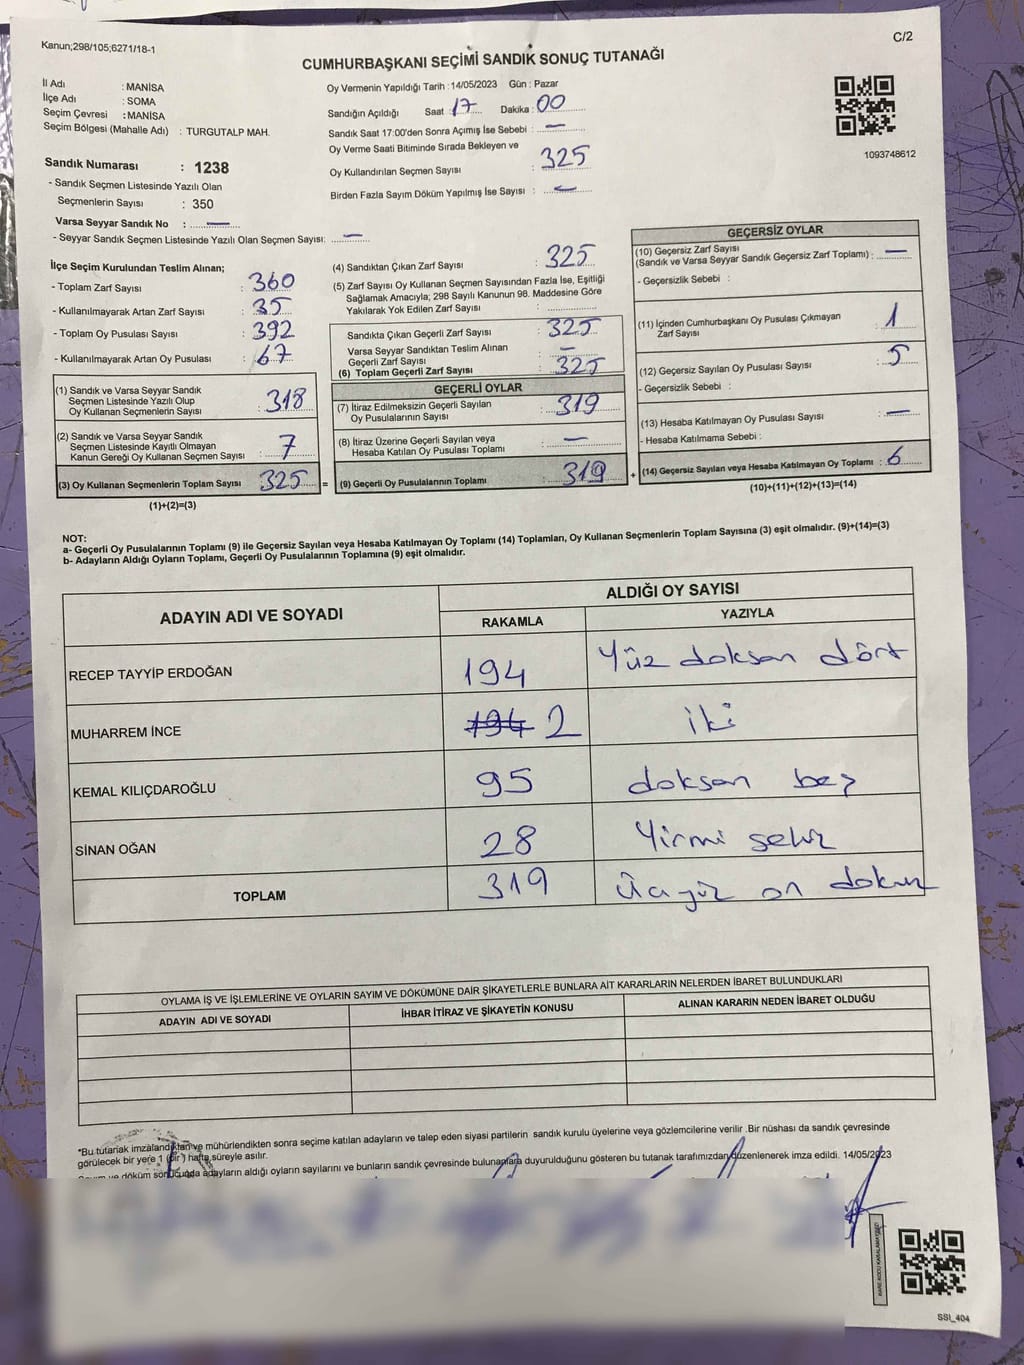 Kanun;298/105;6271/18-1
C/2
CUMHURBAŞKANI SEÇİMİ SANDIK SONUÇ TUTANAĞI
İl Adı : MANİSA
İlçe Adı : SOMA
Seçim Çevresi : MANİSA
Seçim Bölgesi (Mahalle Adı) : TURGUTALP MAH.
Sandık Numarası : 1238
- Sandık Seçmen Listesinde Yazılı Olan
Seçmenlerin Sayısı : 350
Varsa Seyyar Sandık No : —
- Seyyar Sandık Seçmen Listesinde Yazılı Olan Seçmen Sayısı: —
Oy Vermenin Yapıldığı Tarih : 14/05/2023 Gün : Pazar
Sandığın Açıldığı Saat : 17 Dakika : 00
Sandık Saat 17:00'den Sonra Açımış İse Sebebi : —
Oy Verme Saati Bitiminde Sırada Bekleyen ve
Oy Kullandırılan Seçmen Sayısı : 325
Birden Fazla Sayım Döküm Yapılmış İse Sayısı : —
1093748612
İlçe Seçim Kurulundan Teslim Alınan;
- Toplam Zarf Sayısı : 360
- Kullanılmayarak Artan Zarf Sayısı : 35
- Toplam Oy Pusulası Sayısı : 392
- Kullanılmayarak Artan Oy Pusulası : 67
(1) Sandık ve Varsa Seyyar Sandık
Seçmen Listesinde Yazılı Olup
Oy Kullanan Seçmenlerin Sayısı : 318
(2) Sandık ve Varsa Seyyar Sandık
Seçmen Listesinde Kayıtlı Olmayan
Kanun Gereği Oy Kullanan Seçmen Sayısı : 7
(3) Oy Kullanan Seçmenlerin Toplam Sayısı 325 =
(1)+(2)=(3)
(4) Sandıktan Çıkan Zarf Sayısı : 325
(5) Zarf Sayısı Oy Kullanan Seçmen Sayısından Fazla İse, Eşitliği
Sağlamak Amacıyla; 298 Sayılı Kanunun 98. Maddesine Göre
Yakılarak Yok Edilen Zarf Sayısı :
Sandıkta Çıkan Geçerli Zarf Sayısı : 325
Varsa Seyyar Sandıktan Teslim Alınan
Geçerli Zarf Sayısı : —
(6) Toplam Geçerli Zarf Sayısı : 325
GEÇERLİ OYLAR
(7) İtiraz Edilmeksizin Geçerli Sayılan
Oy Pusulalarının Sayısı : 319
(8) İtiraz Üzerine Geçerli Sayılan veya
Hesaba Katılan Oy Pusulası Toplamı : —
(9) Geçerli Oy Pusulalarının Toplamı 319 +
GEÇERSİZ OYLAR
(10) Geçersiz Zarf Sayısı
(Sandık ve Varsa Seyyar Sandık Geçersiz Zarf Toplamı) : —
- Geçersizlik Sebebi :
(11) İçinden Cumhurbaşkanı Oy Pusulası Çıkmayan
Zarf Sayısı : 1
(12) Geçersiz Sayılan Oy Pusulası Sayısı : 5
- Geçersizlik Sebebi :
(13) Hesaba Katılmayan Oy Pusulası Sayısı : —
- Hesaba Katılmama Sebebi :
(14) Geçersiz Sayılan veya Hesaba Katılmayan Oy Toplamı : 6
(10)+(11)+(12)+(13)=(14)
NOT:
a- Geçerli Oy Pusulalarının Toplamı (9) ile Geçersiz Sayılan veya Hesaba Katılmayan Oy Toplamı (14) Toplamları, Oy Kullanan Seçmenlerin Toplam Sayısına (3) eşit olmalıdır. (9)+(14)=(3)
b- Adayların Aldığı Oyların Toplamı, Geçerli Oy Pusulalarının Toplamına (9) eşit olmalıdır.
ADAYIN ADI VE SOYADI ALDIĞI OY SAYISI
RAKAMLA YAZIYLA
RECEP TAYYİP ERDOĞAN 194 Yüz doksan dört
MUHARREM İNCE 194 2 iki
KEMAL KILIÇDAROĞLU 95 doksan beş
SİNAN OĞAN 28 Yirmi sekiz
TOPLAM 319 Üçyüz on dokuz
OYLAMA İŞ VE İŞLEMLERİNE VE OYLARIN SAYIM VE DÖKÜMÜNE DAİR ŞİKAYETLERLE BUNLARA AİT KARARLARIN NELERDEN İBARET BULUNDUKLARI
ADAYIN ADI VE SOYADI İHBAR İTİRAZ VE ŞİKAYETİN KONUSU ALINAN KARARIN NEDEN İBARET OLDUĞU
*Bu tutanak imzalandıktan ve mühürlendikten sonra seçime katılan adayların ve talep eden siyasi partilerin sandık kurulu üyelerine veya gözlemcilerine verilir .Bir nüshası da sandık çevresinde
görülecek bir yere 1 (bir ) hafta süreyle asılır.
ve döküm sonucunda adayların aldığı oyların sayılarını ve bunların sandık çevresinde bulunanlara duyurulduğunu gösteren bu tutanak tarafımızdan düzenlenerek imza edildi. 14/05/2023
KARE KODU KARALAMAYINIZ!
SSI_404